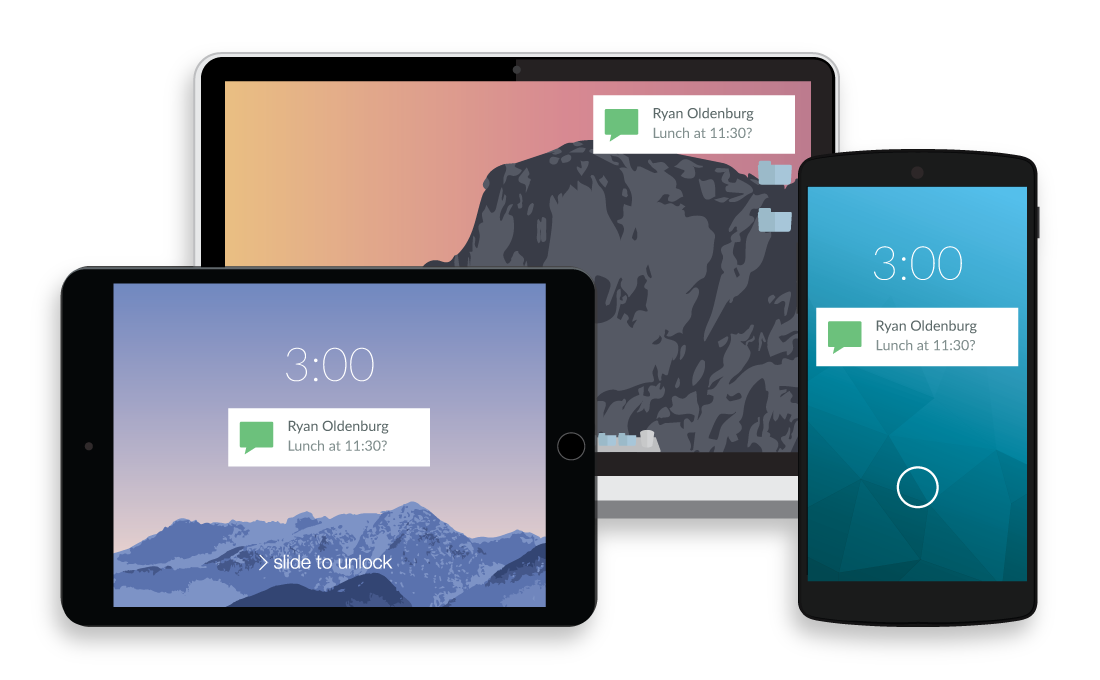 Ryan Oldenburg
Lunch at 11:30?
3:00
Ryan Oldenburg
Lunch at 11:30?
3:00
Ryan Oldenburg
Lunch at 11:30?
> slide to unlock